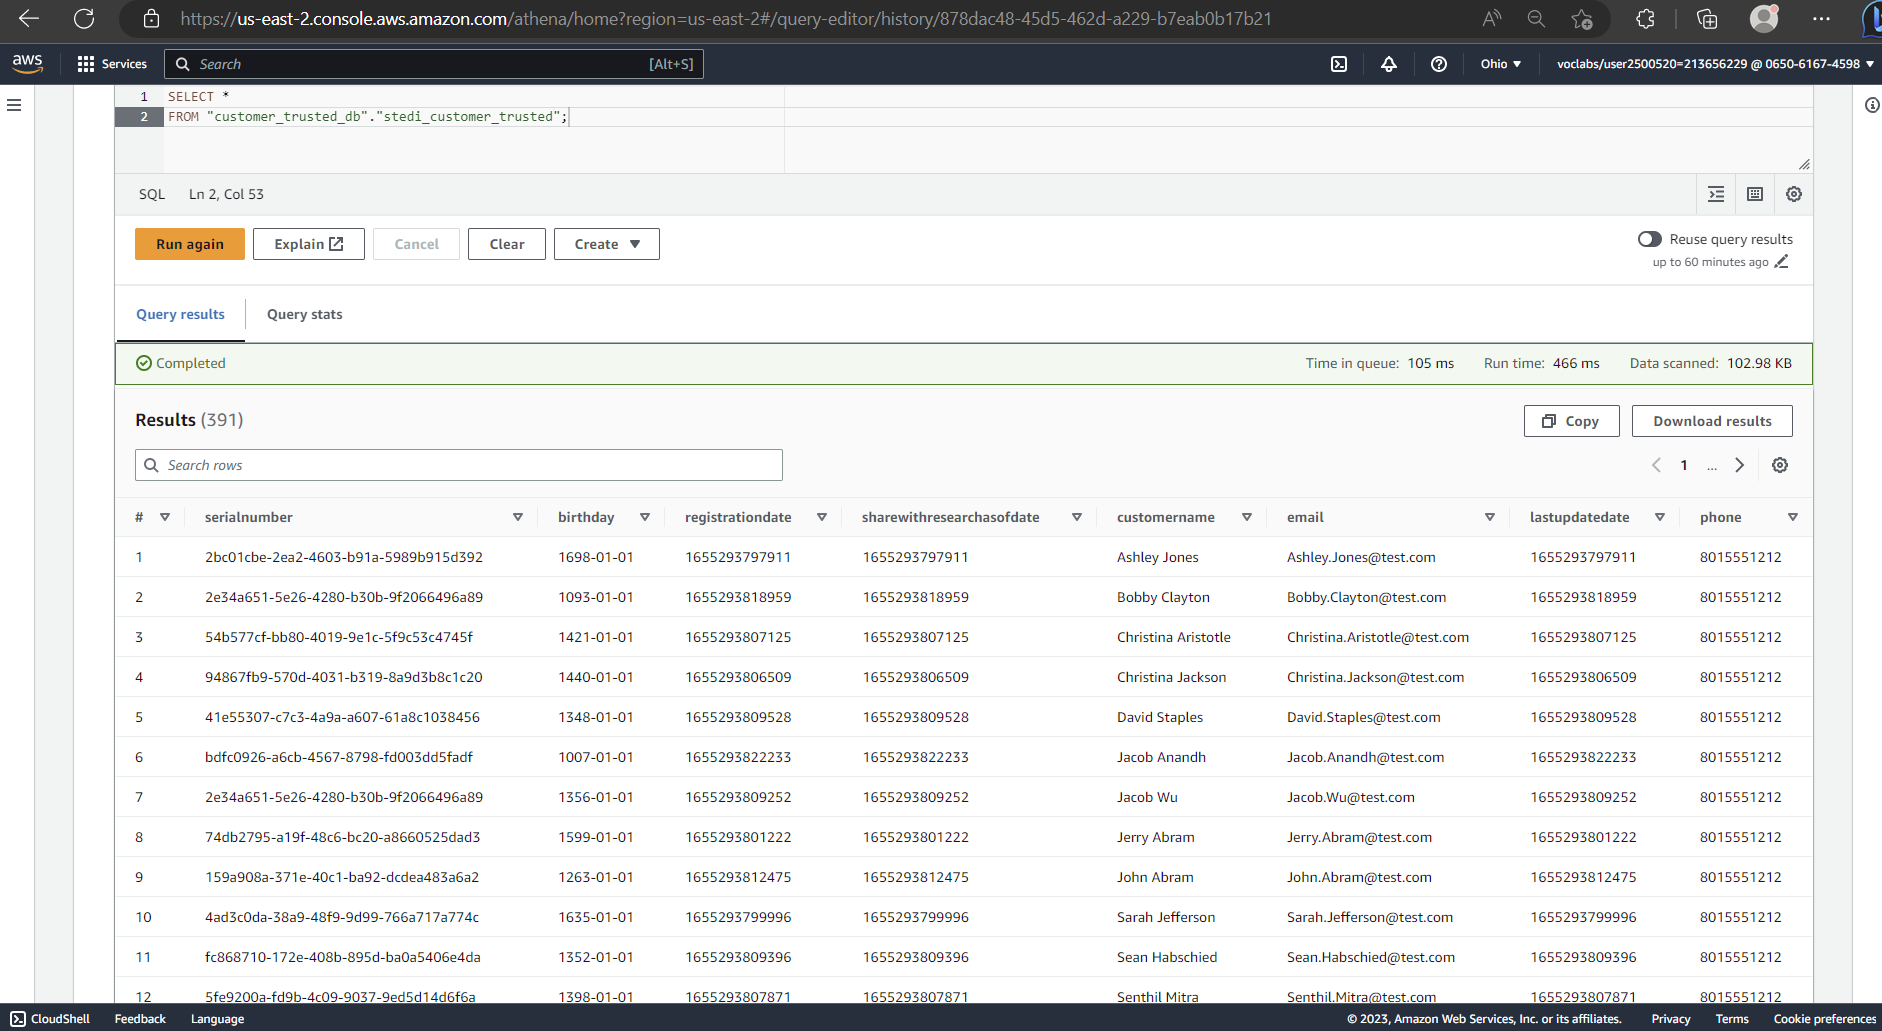 https://us-east-2.console.aws.amazon.com/athena/home?region=us-east-2#/query-editor/history/878dac48-45d5-462d-a229-b7eab0b17b21
aws Services Search [Alt+S] Ohio voclabs/user2500520=213656229 @ 0650-6167-4598
1 SELECT *
2 FROM "customer_trusted_db"."stedi_customer_trusted";
SQL Ln 2, Col 53
Run again Explain Cancel Clear Create Reuse query results
up to 60 minutes ago
Query results Query stats
Completed Time in queue: 105 ms Run time: 466 ms Data scanned: 102.98 KB
Results (391) Copy Download results
Search rows 1 ...
# serialnumber birthday registrationdate sharewithresearchasofdate customername email lastupdatedate phone
1 2bc01cbe-2ea2-4603-b91a-5989b915d392 1698-01-01 1655293797911 1655293797911 Ashley Jones Ashley.Jones@test.com 1655293797911 8015551212
2 2e34a651-5e26-4280-b30b-9f2066496a89 1093-01-01 1655293818959 1655293818959 Bobby Clayton Bobby.Clayton@test.com 1655293818959 8015551212
3 54b577cf-bb80-4019-9e1c-5f9c53c4745f 1421-01-01 1655293807125 1655293807125 Christina Aristotle Christina.Aristotle@test.com 1655293807125 8015551212
4 94867fb9-570d-4031-b319-8a9d3b8c1c20 1440-01-01 1655293806509 1655293806509 Christina Jackson Christina.Jackson@test.com 1655293806509 8015551212
5 41e55307-c7c3-4a9a-a607-61a8c1038456 1348-01-01 1655293809528 1655293809528 David Staples David.Staples@test.com 1655293809528 8015551212
6 bdfc0926-a6cb-4567-8798-fd003dd5fadf 1007-01-01 1655293822233 1655293822233 Jacob Anandh Jacob.Anandh@test.com 1655293822233 8015551212
7 2e34a651-5e26-4280-b30b-9f2066496a89 1356-01-01 1655293809252 1655293809252 Jacob Wu Jacob.Wu@test.com 1655293809252 8015551212
8 74db2795-a19f-48c6-bc20-a8660525dad3 1599-01-01 1655293801222 1655293801222 Jerry Abram Jerry.Abram@test.com 1655293801222 8015551212
9 159a908a-371e-40c1-ba92-dcdea483a6a2 1263-01-01 1655293812475 1655293812475 John Abram John.Abram@test.com 1655293812475 8015551212
10 4ad3c0da-38a9-48f9-9d99-766a717a774c 1635-01-01 1655293799996 1655293799996 Sarah Jefferson Sarah.Jefferson@test.com 1655293799996 8015551212
11 fc868710-172e-408b-895d-ba0a5406e4da 1352-01-01 1655293809396 1655293809396 Sean Habschied Sean.Habschied@test.com 1655293809396 8015551212
12 5fe9200a-fd9b-4c09-9037-9ed5d14d6f6a 1398-01-01 1655293807871 1655293807871 Senthil Mitra Senthil.Mitra@test.com 1655293807871 8015551212
CloudShell Feedback Language © 2023, Amazon Web Services, Inc. or its affiliates. Privacy Terms Cookie preferences